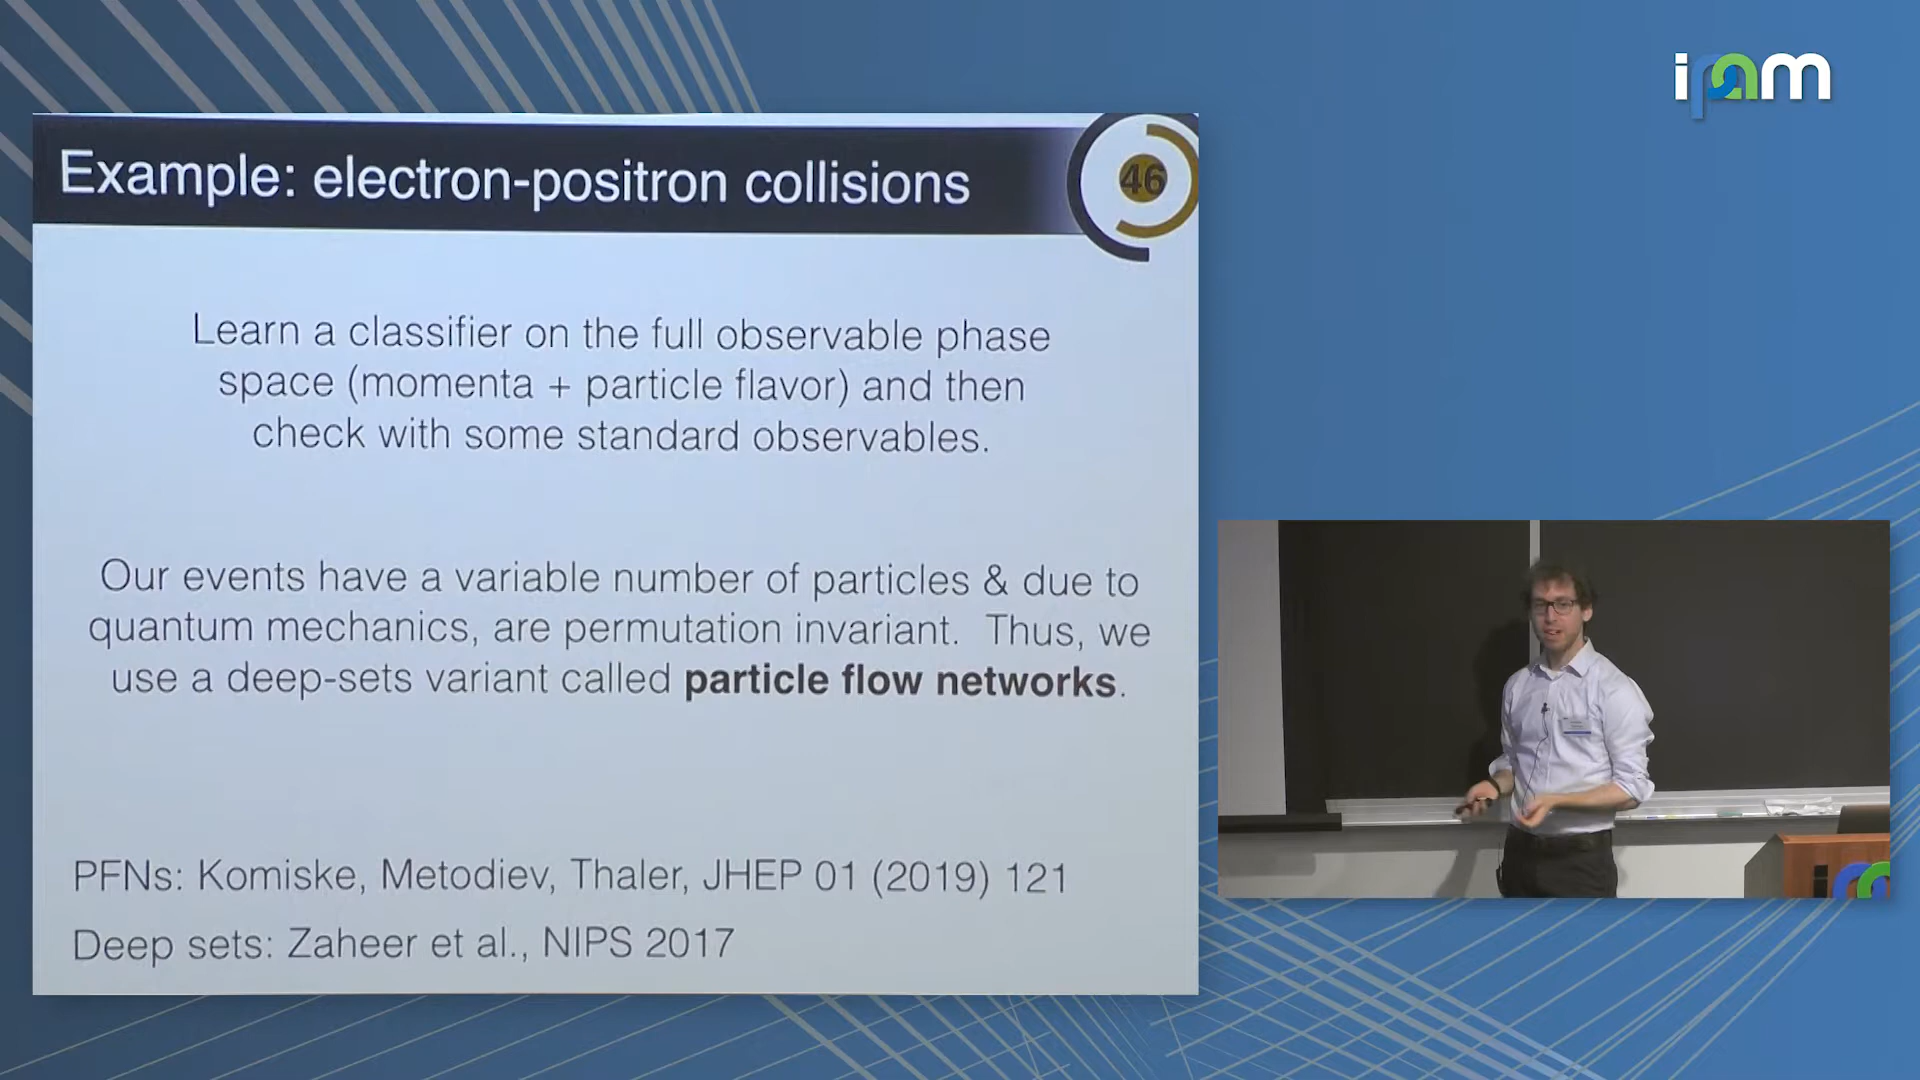 ipam
Example: electron-positron collisions
46
Learn a classifier on the full observable phase
space (momenta + particle flavor) and then
check with some standard observables.
Our events have a variable number of particles & due to
quantum mechanics, are permutation invariant. Thus, we
use a deep-sets variant called particle flow networks.
PFNs: Komiske, Metodiev, Thaler, JHEP 01 (2019) 121
Deep sets: Zaheer et al., NIPS 2017